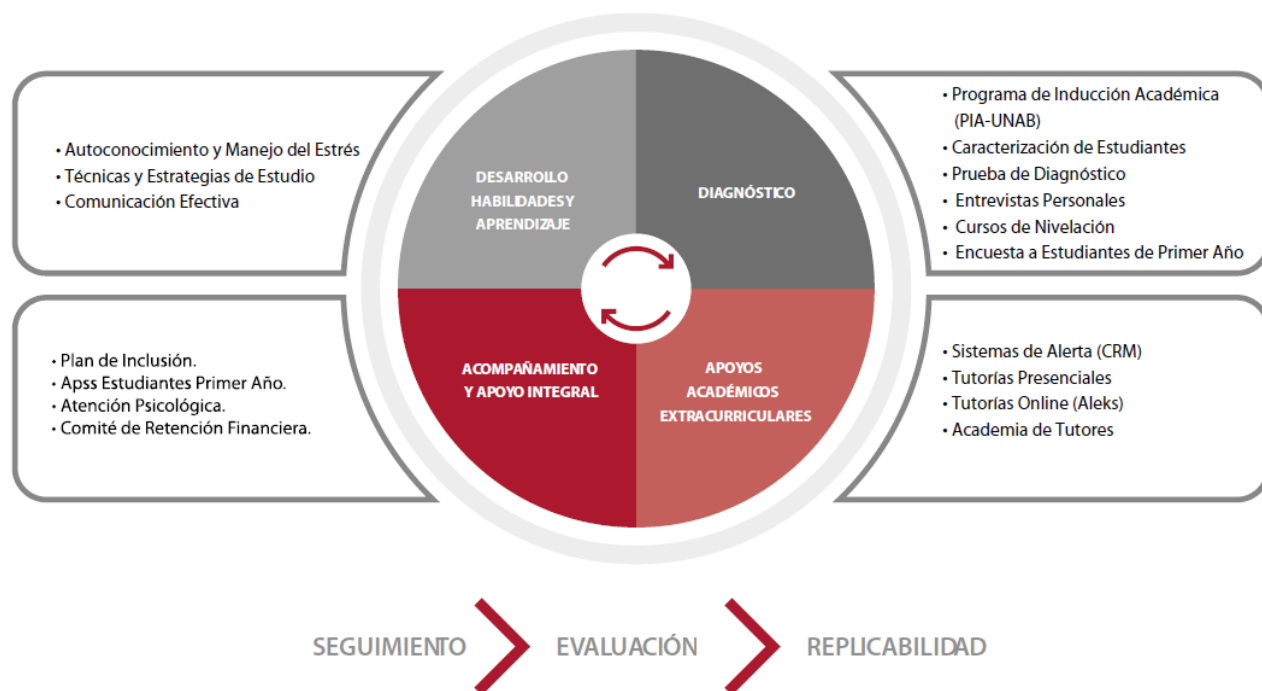 • Autoconocimiento y Manejo del Estrés
• Técnicas y Estrategias de Estudio
• Comunicación Efectiva
DESARROLLO
HABILIDADES Y
APRENDIZAJE
DIAGNÓSTICO
• Programa de Inducción Académica
(PIA-UNAB)
• Caracterización de Estudiantes
• Prueba de Diagnóstico
• Entrevistas Personales
• Cursos de Nivelación
• Encuesta a Estudiantes de Primer Año
• Plan de Inclusión.
• Apss Estudiantes Primer Año.
• Atención Psicológica.
• Comité de Retención Financiera.
ACOMPAÑAMIENTO
Y APOYO INTEGRAL
APOYOS
ACADÉMICOS
EXTRACURRICULARES
• Sistemas de Alerta (CRM)
• Tutorías Presenciales
• Tutorías Online (Aleks)
• Academia de Tutores
SEGUIMIENTO
EVALUACIÓN
REPLICABILIDAD